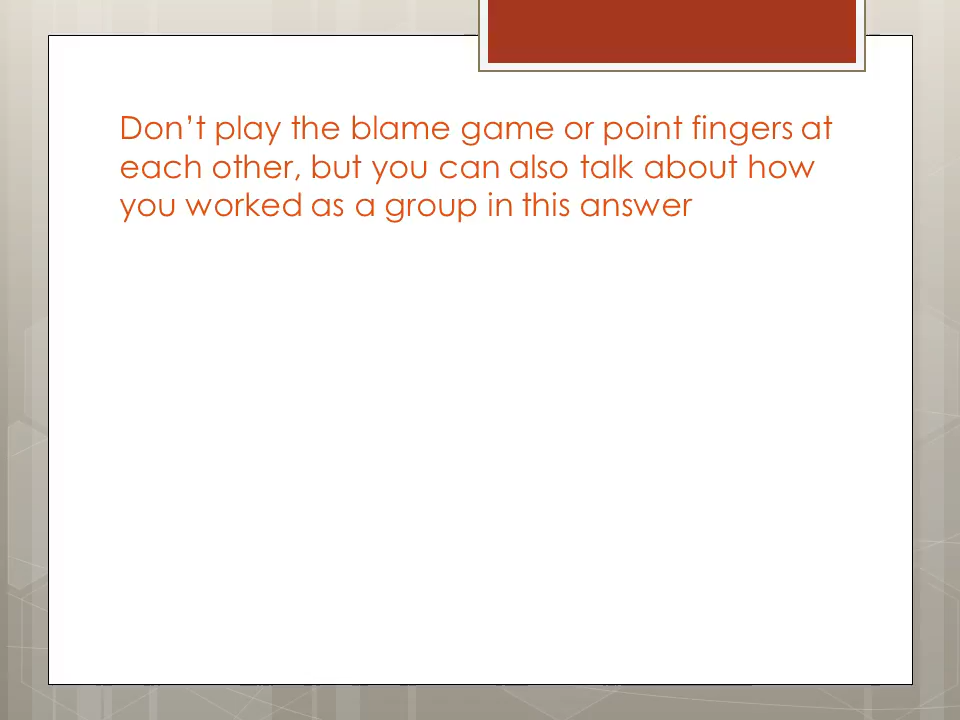 Don’t play the blame game or point fingers at
each other, but you can also talk about how
you worked as a group in this answer